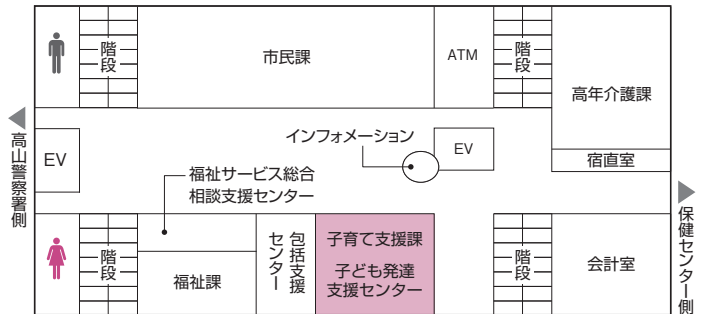 階段
市民課
ATM
階段
高年介護課
宿直室
インフォメーション
EV
EV
高山警察署側
福祉サービス総合
相談支援センター
保健センター側
階段
福祉課
包括支援
センター
子育て支援課
子ども発達
支援センター
階段
会計室